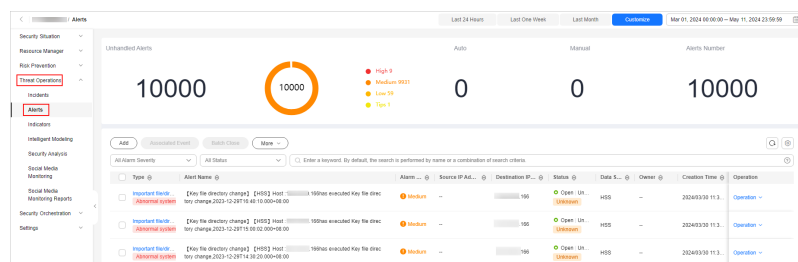 Alerts
Last 24 Hours
Last One Week
Last Month
Customize
Mar 01, 2024 00:00:00 – May 11, 2024 23:59:59
Security Situation
Resource Manager
Risk Prevention
Threat Operations
Incidents
Alerts
Indicators
Intelligent Modeling
Security Analysis
Social Media
Monitoring
Social Media
Monitoring Reports
Security Orchestration
Settings
Unhandled Alerts
Auto
Manual
Alerts Number
10000
10000
High 9
Medium 9931
Low 59
Tips 1
0
0
10000
Add
Associated Event
Batch Close
More
All Alarm Severity
All Status
Enter a keyword. By default, the search is performed by name or a combination of search criteria.
Type
Alert Name
Alarm ...
Source IP Ad...
Destination IP...
Status
Data S...
Owner
Creation Time
Operation
Important file/dir...
Abnormal system
【Key file directory change】【HSS】Host
166has executed Key file direc
tory change,2023-12-29T16:48:10.000+08:00
Medium
--
166
Open | Un...
Unknown
HSS
--
2024/03/30 11:3...
Operation
Important file/dir...
Abnormal system
【Key file directory change】【HSS】Host
166has executed Key file direc
tory change,2023-12-29T15:00:02.000+08:00
Medium
--
166
Open | Un...
Unknown
HSS
--
2024/03/30 11:3...
Operation
Important file/dir...
Abnormal system
【Key file directory change】【HSS】Host
166has executed Key file direc
tory change,2023-12-29T14:30:20.000+08:00
Medium
--
166
Open | Un...
Unknown
HSS
--
2024/03/30 11:3...
Operation